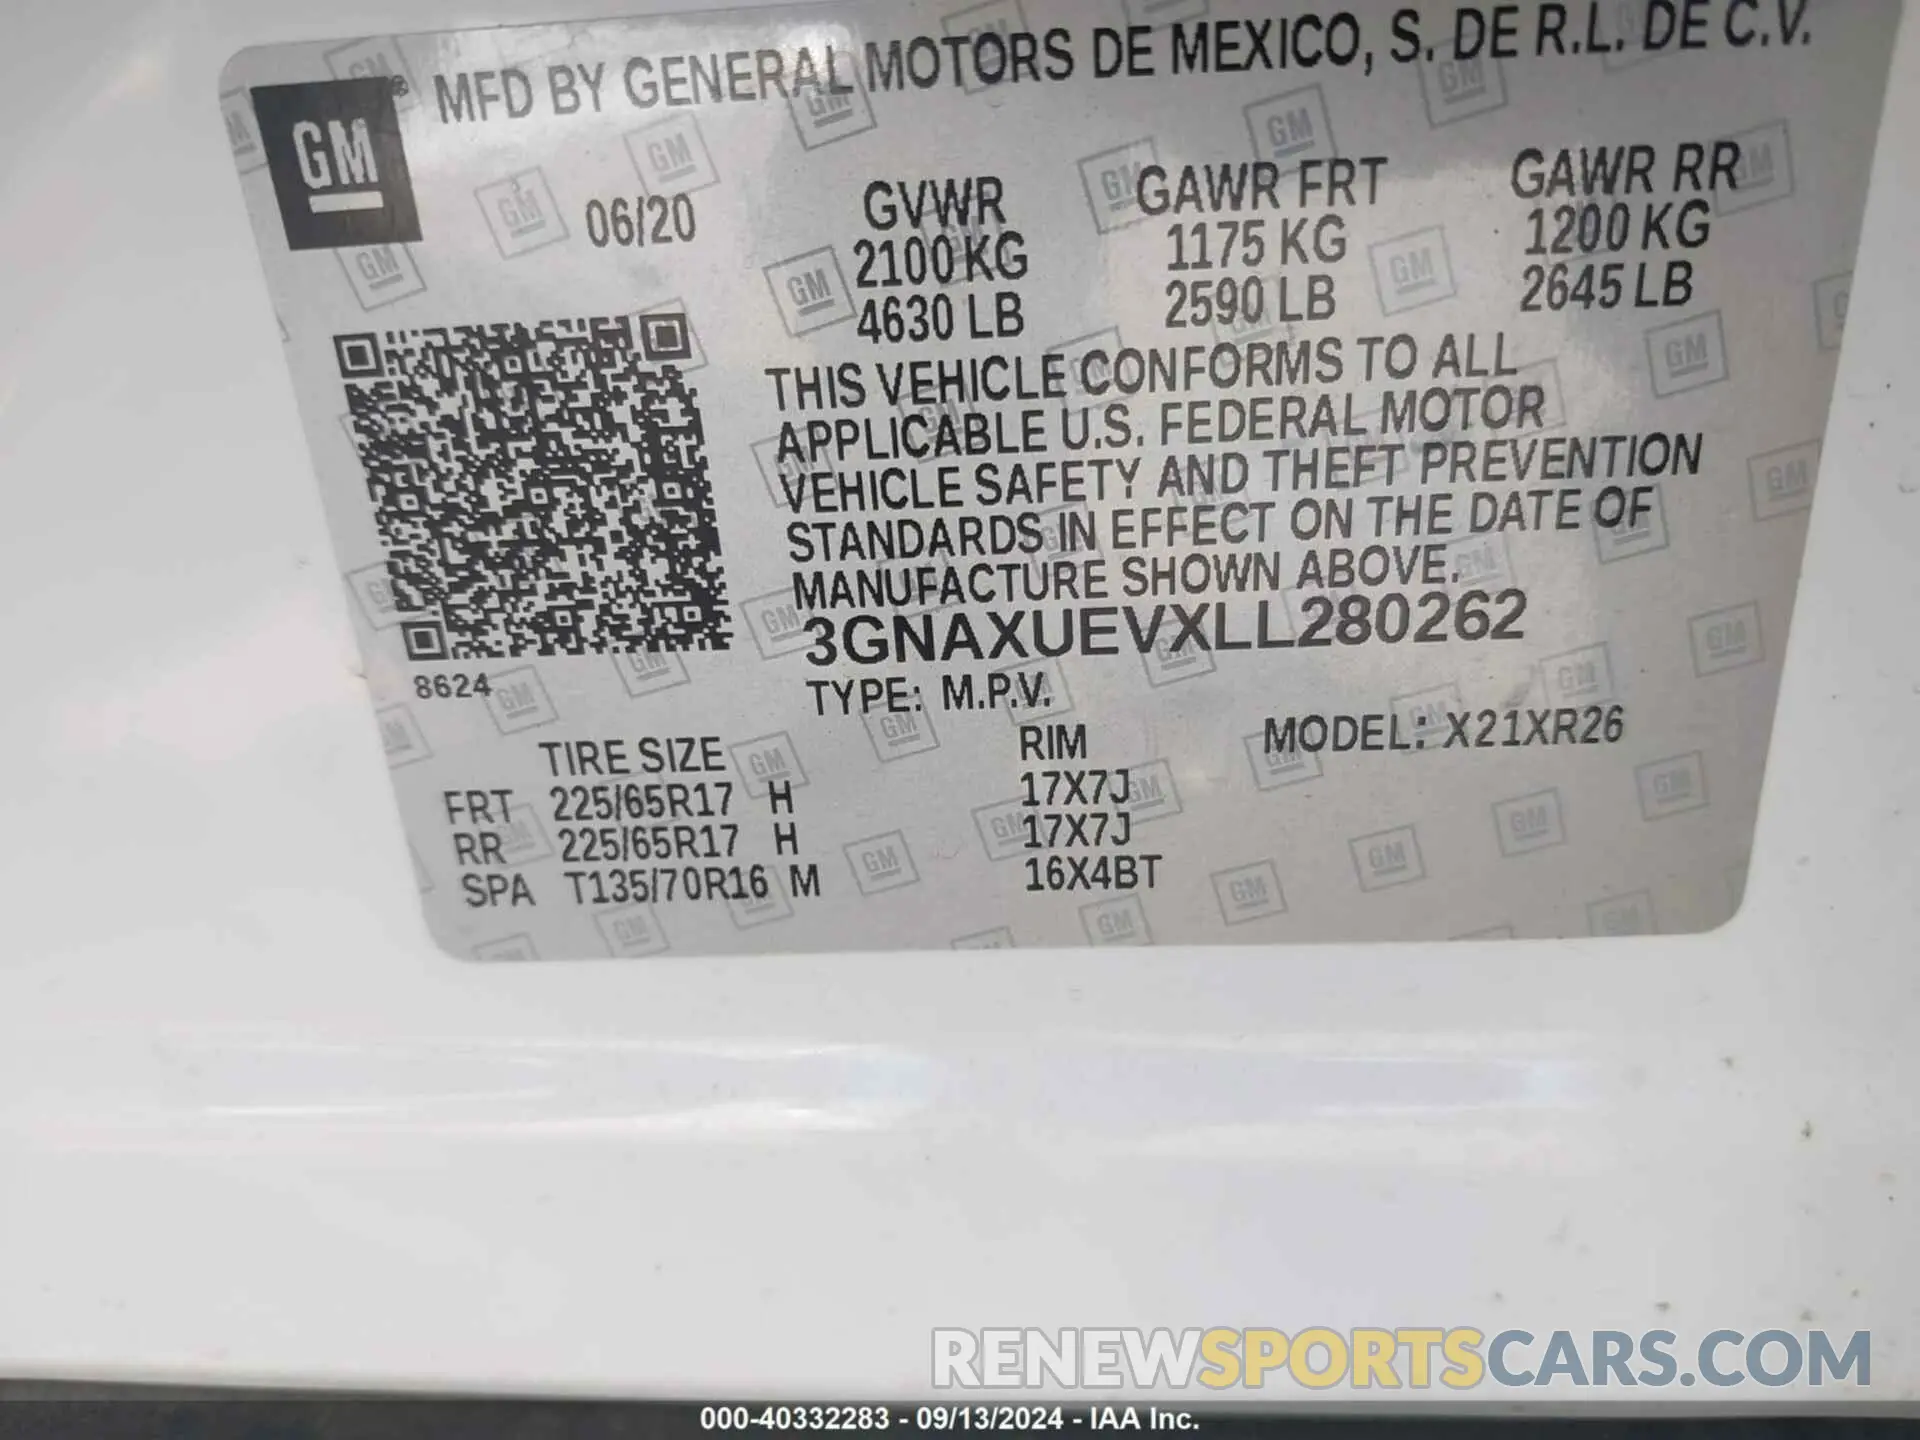 GM® MFD BY GENERAL MOTORS DE MEXICO, S. DE R.L. DE C.V.
06/20 GVWR GAWR FRT GAWR RR
2100 KG 1175 KG 1200 KG
4630 LB 2590 LB 2645 LB
THIS VEHICLE CONFORMS TO ALL
APPLICABLE U.S. FEDERAL MOTOR
VEHICLE SAFETY AND THEFT PREVENTION
STANDARDS IN EFFECT ON THE DATE OF
MANUFACTURE SHOWN ABOVE.
3GNAXUEVXLL280262
8624
TYPE: M.P.V.
MODEL: X21XR26
TIRE SIZE RIM
FRT 225/65R17 H 17X7J
RR 225/65R17 H 17X7J
SPA T135/70R16 M 16X4BT
RENEWSPORTSCARS.COM
000-40332283 - 09/13/2024 - IAA Inc.